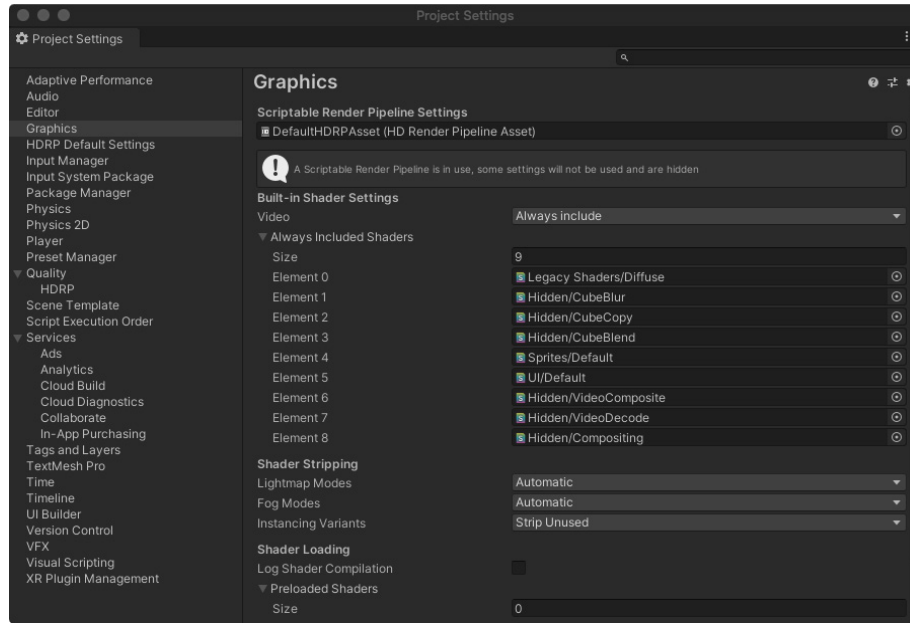 Project Settings
Project Settings
Adaptive Performance
Audio
Editor
Graphics
HDRP Default Settings
Input Manager
Input System Package
Package Manager
Physics
Physics 2D
Player
Preset Manager
Quality
HDRP
Scene Template
Script Execution Order
Services
Ads
Analytics
Cloud Build
Cloud Diagnostics
Collaborate
In-App Purchasing
Tags and Layers
TextMesh Pro
Time
Timeline
UI Builder
Version Control
VFX
Visual Scripting
XR Plugin Management
Graphics
Scriptable Render Pipeline Settings
DefaultHDRPAsset (HD Render Pipeline Asset)
A Scriptable Render Pipeline is in use, some settings will not be used and are hidden
Built-in Shader Settings
Video Always include
Always Included Shaders
Size 9
Element 0 Legacy Shaders/Diffuse
Element 1 Hidden/CubeBlur
Element 2 Hidden/CubeCopy
Element 3 Hidden/CubeBlend
Element 4 Sprites/Default
Element 5 UI/Default
Element 6 Hidden/VideoComposite
Element 7 Hidden/VideoDecode
Element 8 Hidden/Compositing
Shader Stripping
Lightmap Modes Automatic
Fog Modes Automatic
Instancing Variants Strip Unused
Shader Loading
Log Shader Compilation
Preloaded Shaders
Size 0